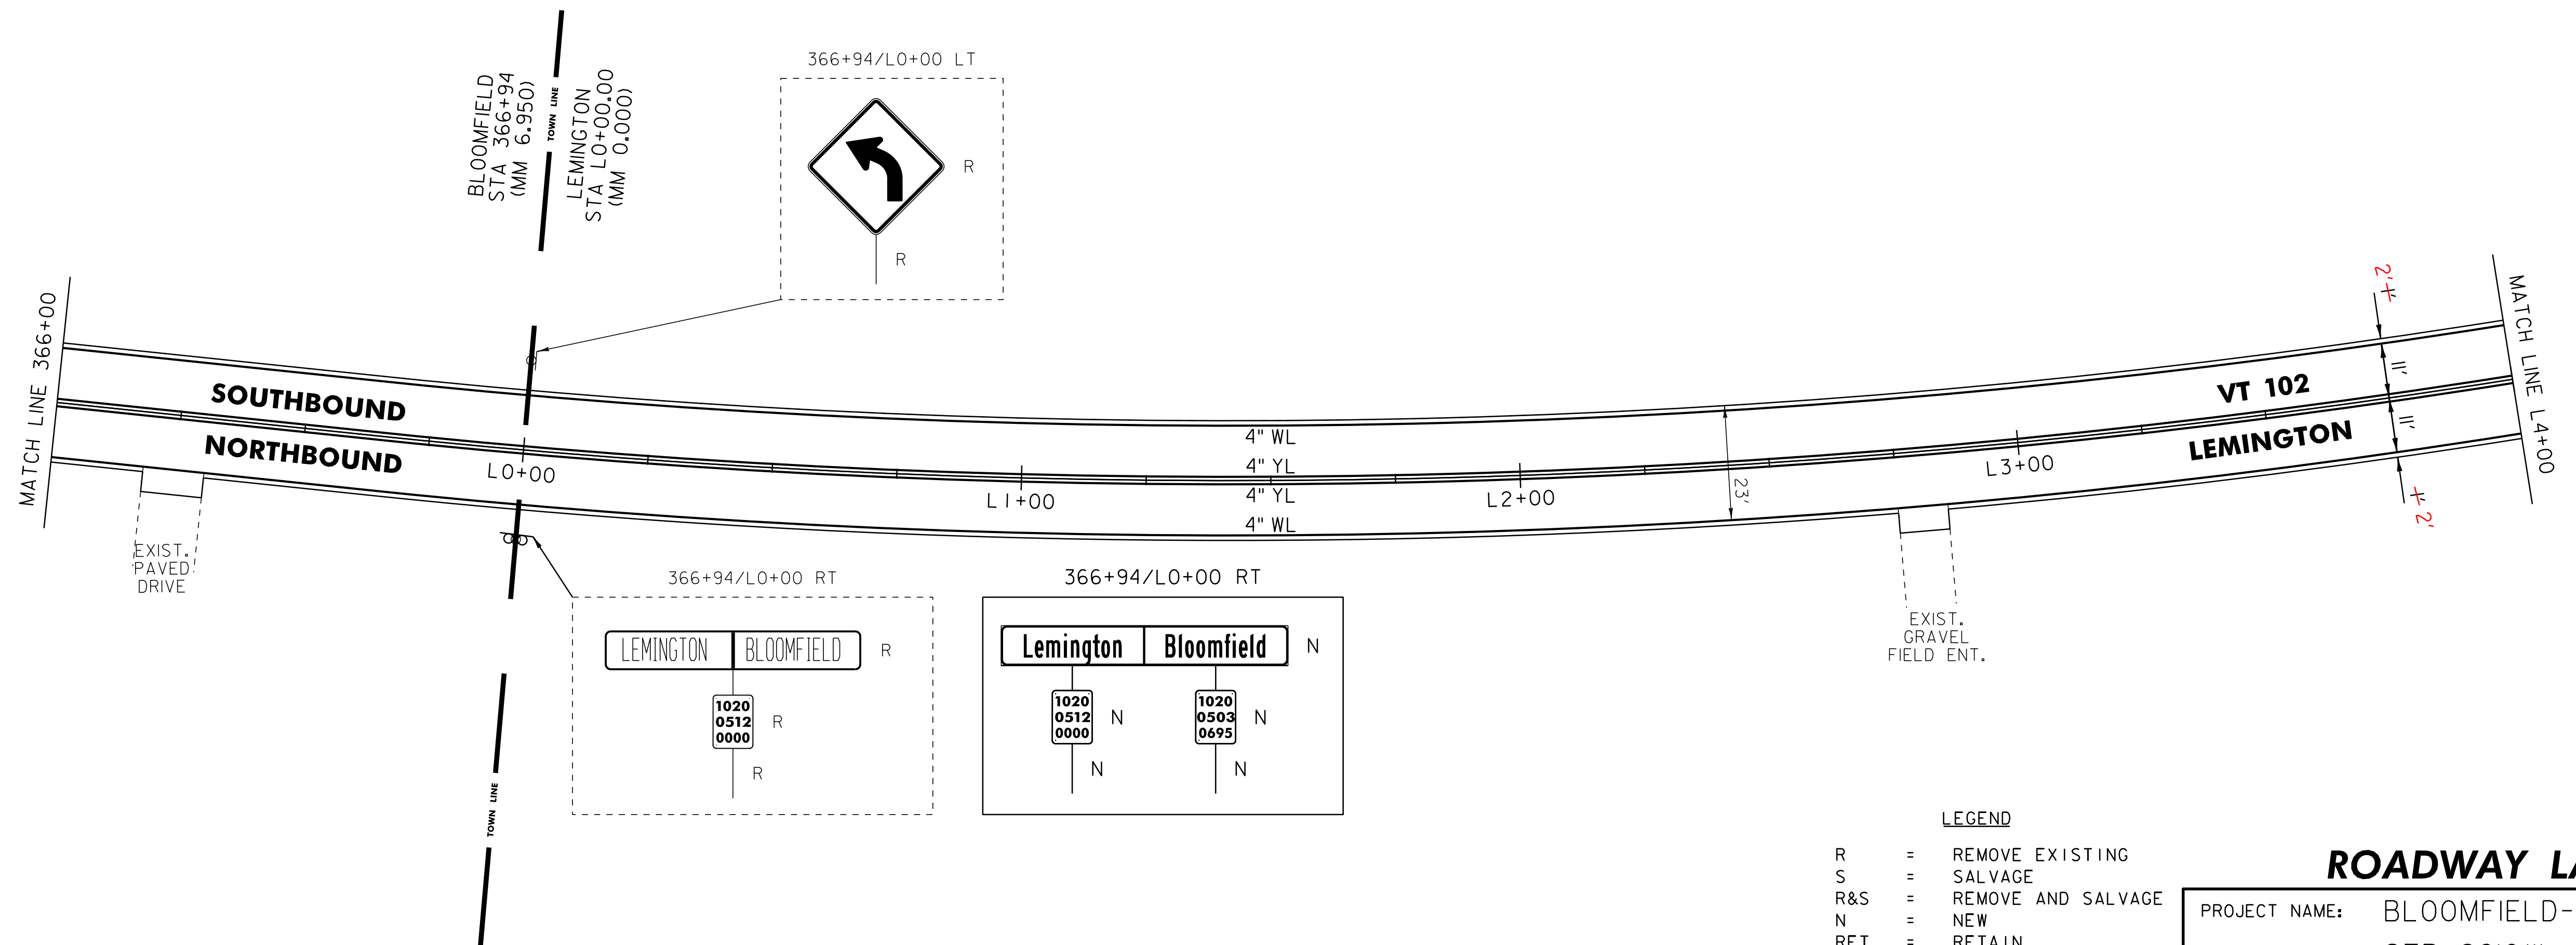 BLOOMFIELD
STA 366+94
(MM 6.950)
TOWN LINE
LEMINGTON
STA L0+00.00
(MM 0.000)
366+94/L0+00 LT
R
R
MATCH LINE 366+00
SOUTHBOUND
NORTHBOUND
L0+00
L1+00
4" WL
4" YL
4" YL
4" WL
L2+00
23'
L3+00
VT 102
LEMINGTON
2' 1'
11'
11'
1' 2'
MATCH LINE L4+00
EXIST.
PAVED
DRIVE
EXIST.
GRAVEL
FIELD ENT.
366+94/L0+00 RT
LEMINGTON BLOOMFIELD R
1020
0512
0000
R
R
366+94/L0+00 RT
Lemington Bloomfield N
1020
0512
0000
N
N
1020
0503
0695
N
N
TOWN LINE
LEGEND
R = REMOVE EXISTING
S = SALVAGE
R&S = REMOVE AND SALVAGE
N = NEW
RET = RETAIN
ROADWAY LA
PROJECT NAME: BLOOMFIELD-